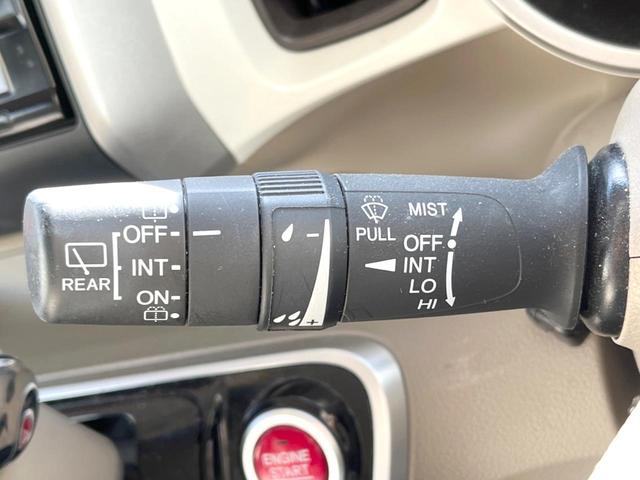 OFF
INT
REAR
ON
-
+
PULL
MIST
OFF
INT
LO
HI
ENGINE
START